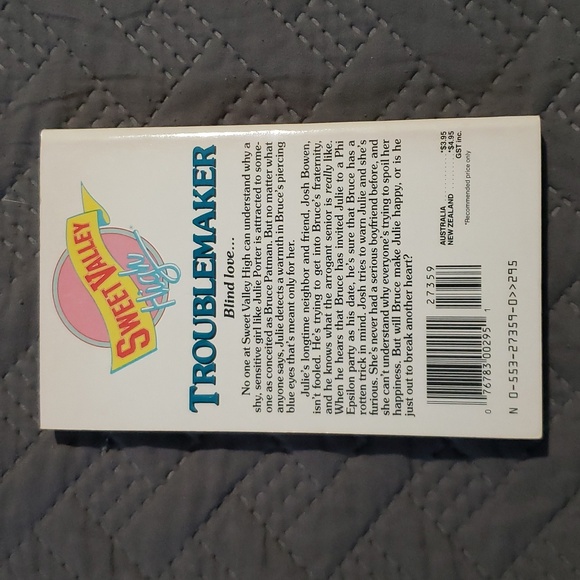 SWEET VALLEY
High
TROUBLEMAKER
Blind love...
No one at Sweet Valley High can understand why a
shy, sensitive girl like Julie Porter is attracted to some-
one as conceited as Bruce Patman. But no matter what
anyone says, Julie detects a warmth in Bruce's piercing
blue eyes that's meant only for her.
Julie's longtime neighbor and friend, Josh Bowen,
isn't fooled. He's trying to get into Bruce's fraternity,
and he knows what the arrogant senior is really like.
When he hears that Bruce has invited Julie to a Phi
Epsilon party as his date, he's sure that Bruce has a
rotten trick in mind. Josh tries to warn Julie and she's
furious. She's never had a serious boyfriend before, and
she can't understand why everyone's trying to spoil her
happiness. But will Bruce make Julie happy, or is he
just out to break another heart?
AUSTRALIA ........ *$3.95
NEW ZEALAND ........ *$4.95
GST inc.
*Recommended price only
27359
0 76783 00295 1
N 0-553-27359-0>>295